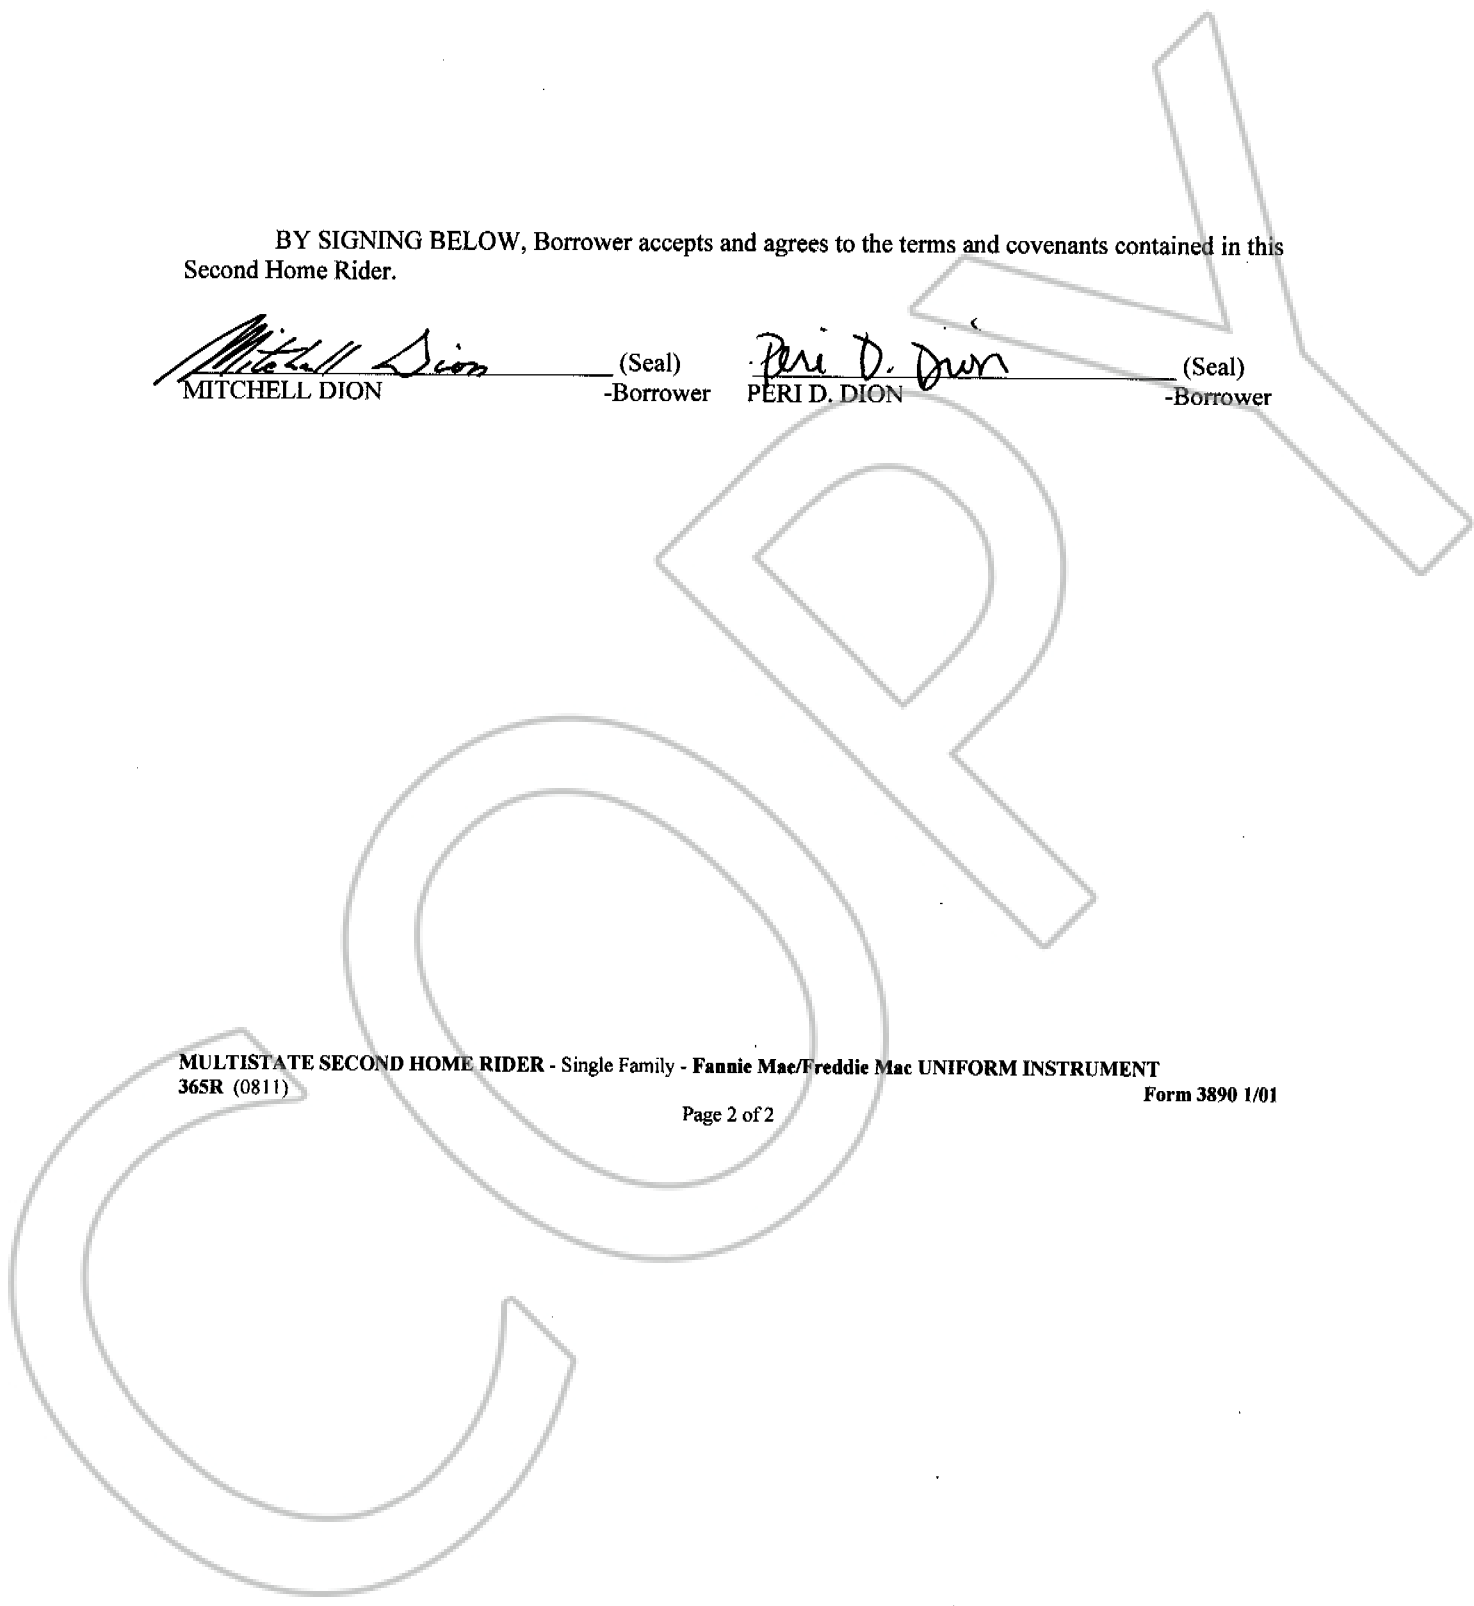 BY SIGNING BELOW, Borrower accepts and agrees to the terms and covenants contained in this
Second Home Rider.
Mitchell Dion (Seal) Peri D. Dion (Seal)
MITCHELL DION -Borrower PERI D. DION -Borrower
MULTISTATE SECOND HOME RIDER - Single Family - Fannie Mae/Freddie Mac UNIFORM INSTRUMENT
365R (0811) Form 3890 1/01
Page 2 of 2
COPY